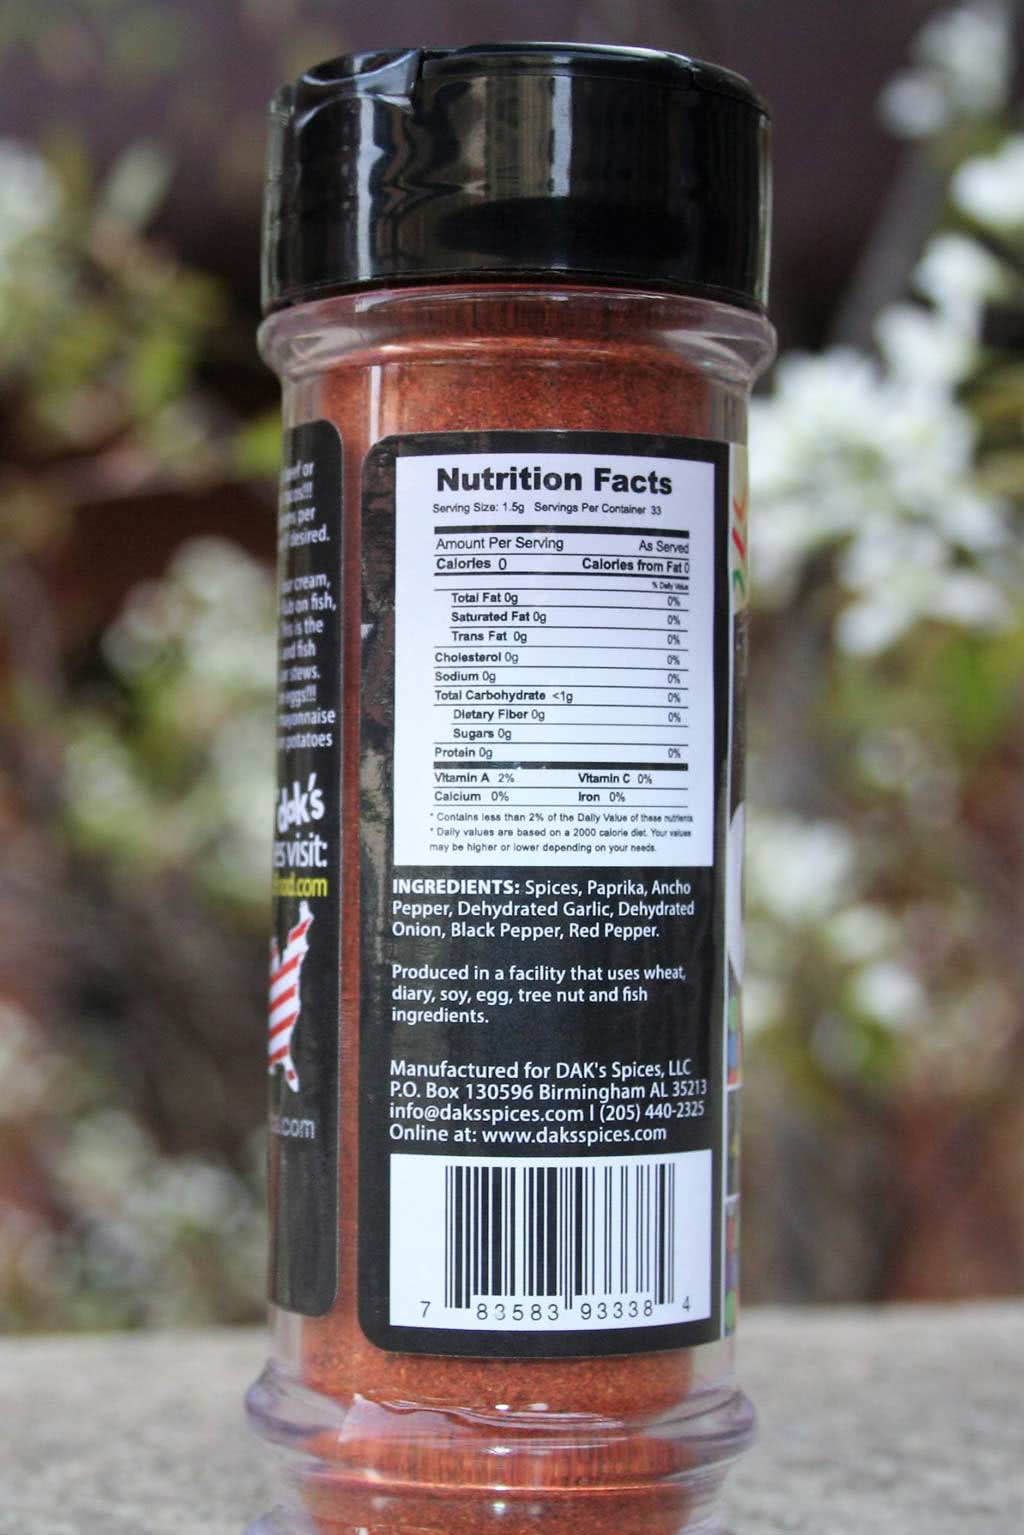 desired.
cream,
on fish,
is the
and fish
stews.
eggs!!!
mayonnaise
potatoes
dak's
visit:
.com
.com
Nutrition Facts
Serving Size: 1.5g Servings Per Container 33
Amount Per Serving As Served
Calories 0 Calories from Fat 0
% Daily Value
Total Fat 0g 0%
Saturated Fat 0g 0%
Trans Fat 0g 0%
Cholesterol 0g 0%
Sodium 0g 0%
Total Carbohydrate <1g 0%
Dietary Fiber 0g 0%
Sugars 0g
Protein 0g 0%
Vitamin A 2% Vitamin C 0%
Calcium 0% Iron 0%
* Contains less than 2% of the Daily Value of these nutrients
* Daily values are based on a 2000 calorie diet. Your values
may be higher or lower depending on your needs.
INGREDIENTS: Spices, Paprika, Ancho
Pepper, Dehydrated Garlic, Dehydrated
Onion, Black Pepper, Red Pepper.
Produced in a facility that uses wheat,
diary, soy, egg, tree nut and fish
ingredients.
Manufactured for DAK's Spices, LLC
P.O. Box 130596 Birmingham AL 35213
info@daksspices.com | (205) 440-2325
Online at: www.daksspices.com
7 83583 93338 4